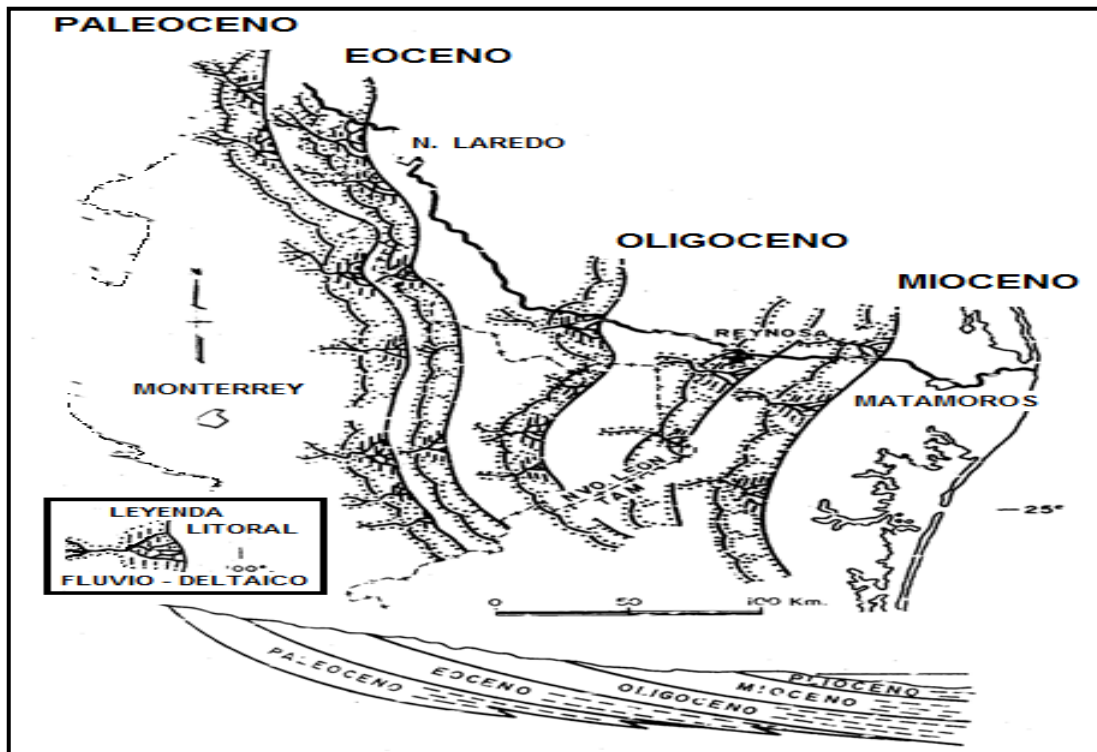 PALEOCENO
EOCENO
N. LAREDO
OLIGOCENO
MIOCENO
REYNOSA
MONTERREY
MATAMOROS
NVO. LEON
TAM
25°
LEYENDA
LITORAL
FLUVIO - DELTAICO
0 50 100 Km.
PALEOCENO
EOCENO
OLIGOCENO
MIOCENO
PLIOCENO